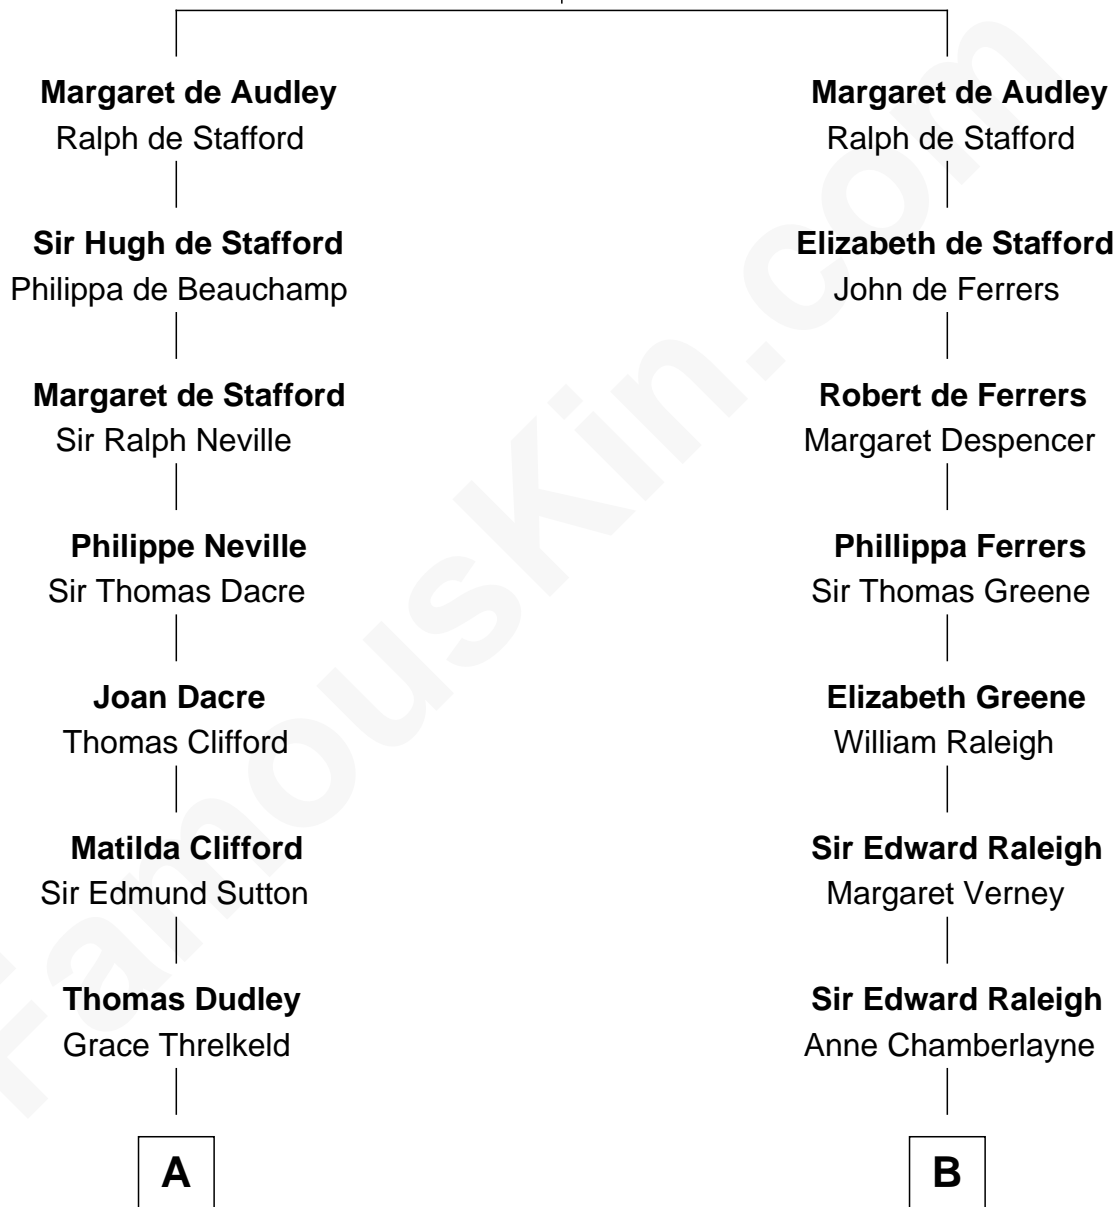 Margaret de Audley
Ralph de Stafford
Sir Hugh de Stafford
Philippa de Beauchamp
Margaret de Stafford
Sir Ralph Neville
Philippe Neville
Sir Thomas Dacre
Joan Dacre
Thomas Clifford
Matilda Clifford
Sir Edmund Sutton
Thomas Dudley
Grace Threlkeld
A
Margaret de Audley
Ralph de Stafford
Elizabeth de Stafford
John de Ferrers
Robert de Ferrers
Margaret Despencer
Phillippa Ferrers
Sir Thomas Greene
Elizabeth Greene
William Raleigh
Sir Edward Raleigh
Margaret Verney
Sir Edward Raleigh
Anne Chamberlayne
B
FamousKin.com